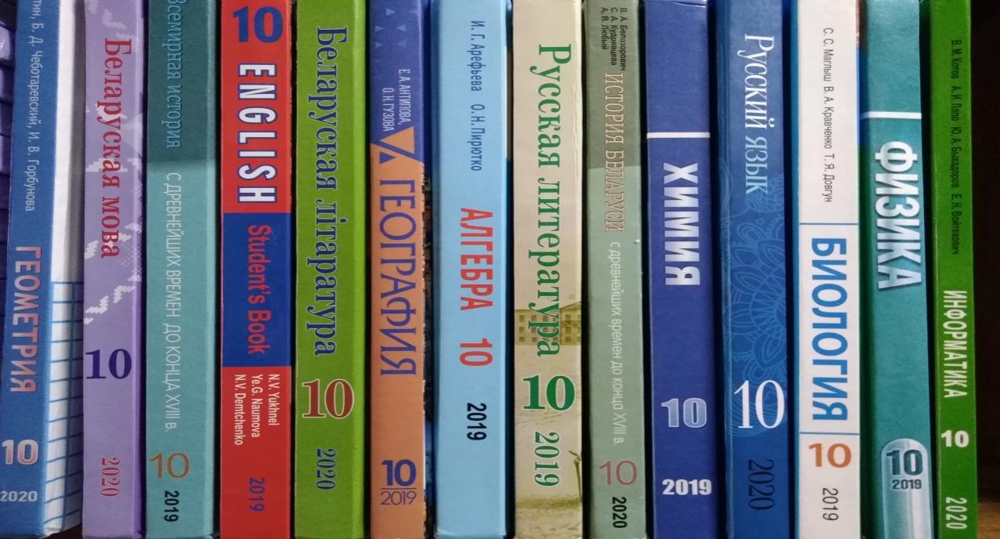 Б. Д. Чеботаревский, И. В. Горбунова
ГЕОМЕТРИЯ
10
2020
Беларуская мова
10
2020
Всемирная история
С ДРЕВНЕЙШИХ ВРЕМЕН ДО КОНЦА XVIII в.
10
2019
10
ENGLISH
Student's Book
N.V. Yukhnel
Ye.G. Naumova
N.V. Demtchenko
2019
Беларуская літаратура
10
2020
Е.А.АНТИПОВА,
О.Н.ГУЗОВА
ГЕОГРАФИЯ
10
2019
И. Г. Арефьева О. Н. Пирютко
АЛГЕБРА 10
2019
Русская литература
10
2019
В. А. Белозорович
С. А. Кудрявцева
А. В. Любый
ИСТОРИЯ БЕЛАРУСИ
С ДРЕВНЕЙШИХ ВРЕМЕН ДО КОНЦА XVIII В.
10
2020
ХИМИЯ
10
2019
Русский язык
10
2020
С. С. Маглыш В. А. Кравченко Т. Я. Довгун
БИОЛОГИЯ
10
2019
ФИЗИКА
10
2019
В. М. Котов А. И. Лапо Ю. А. Быкадоров Е. Н. Войтехович
ИНФОРМАТИКА
10
2020